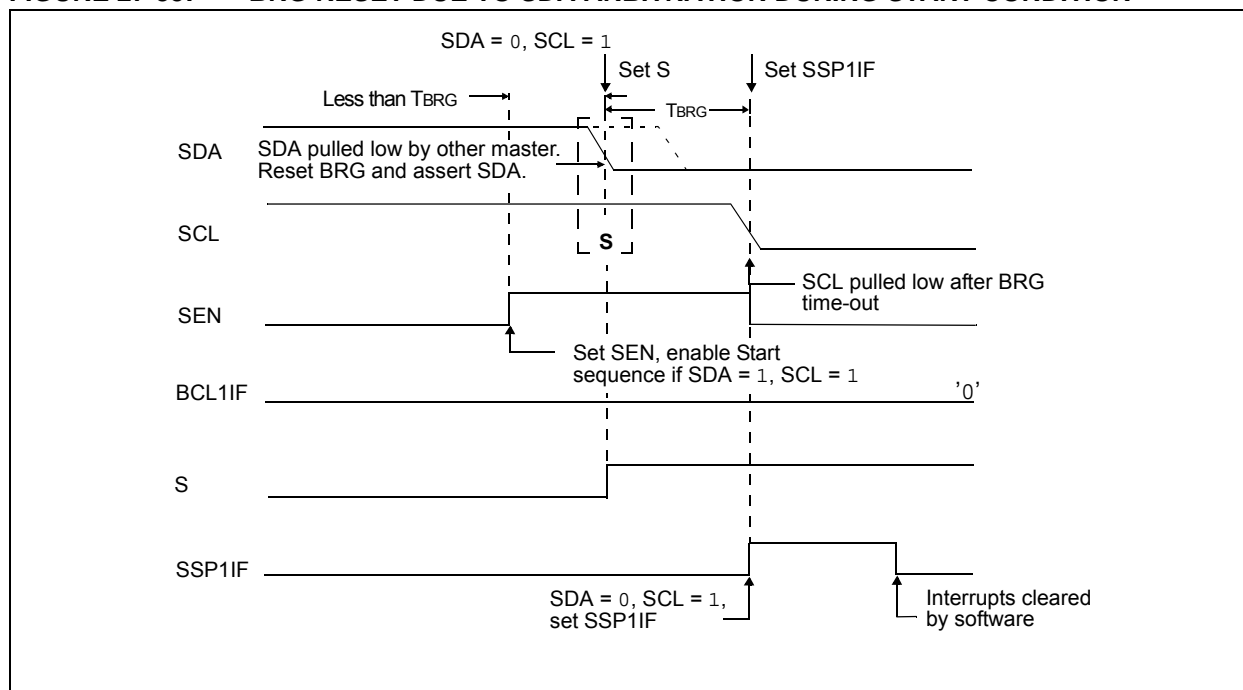 SDA = 0, SCL = 1
Set S
Set SSP1IF
Less than TBRG
TBRG
SDA
SDA pulled low by other master.
Reset BRG and assert SDA.
SCL
S
SCL pulled low after BRG
time-out
SEN
Set SEN, enable Start
sequence if SDA = 1, SCL = 1
BCL1IF
'0'
S
SSP1IF
SDA = 0, SCL = 1,
set SSP1IF
Interrupts cleared
by software